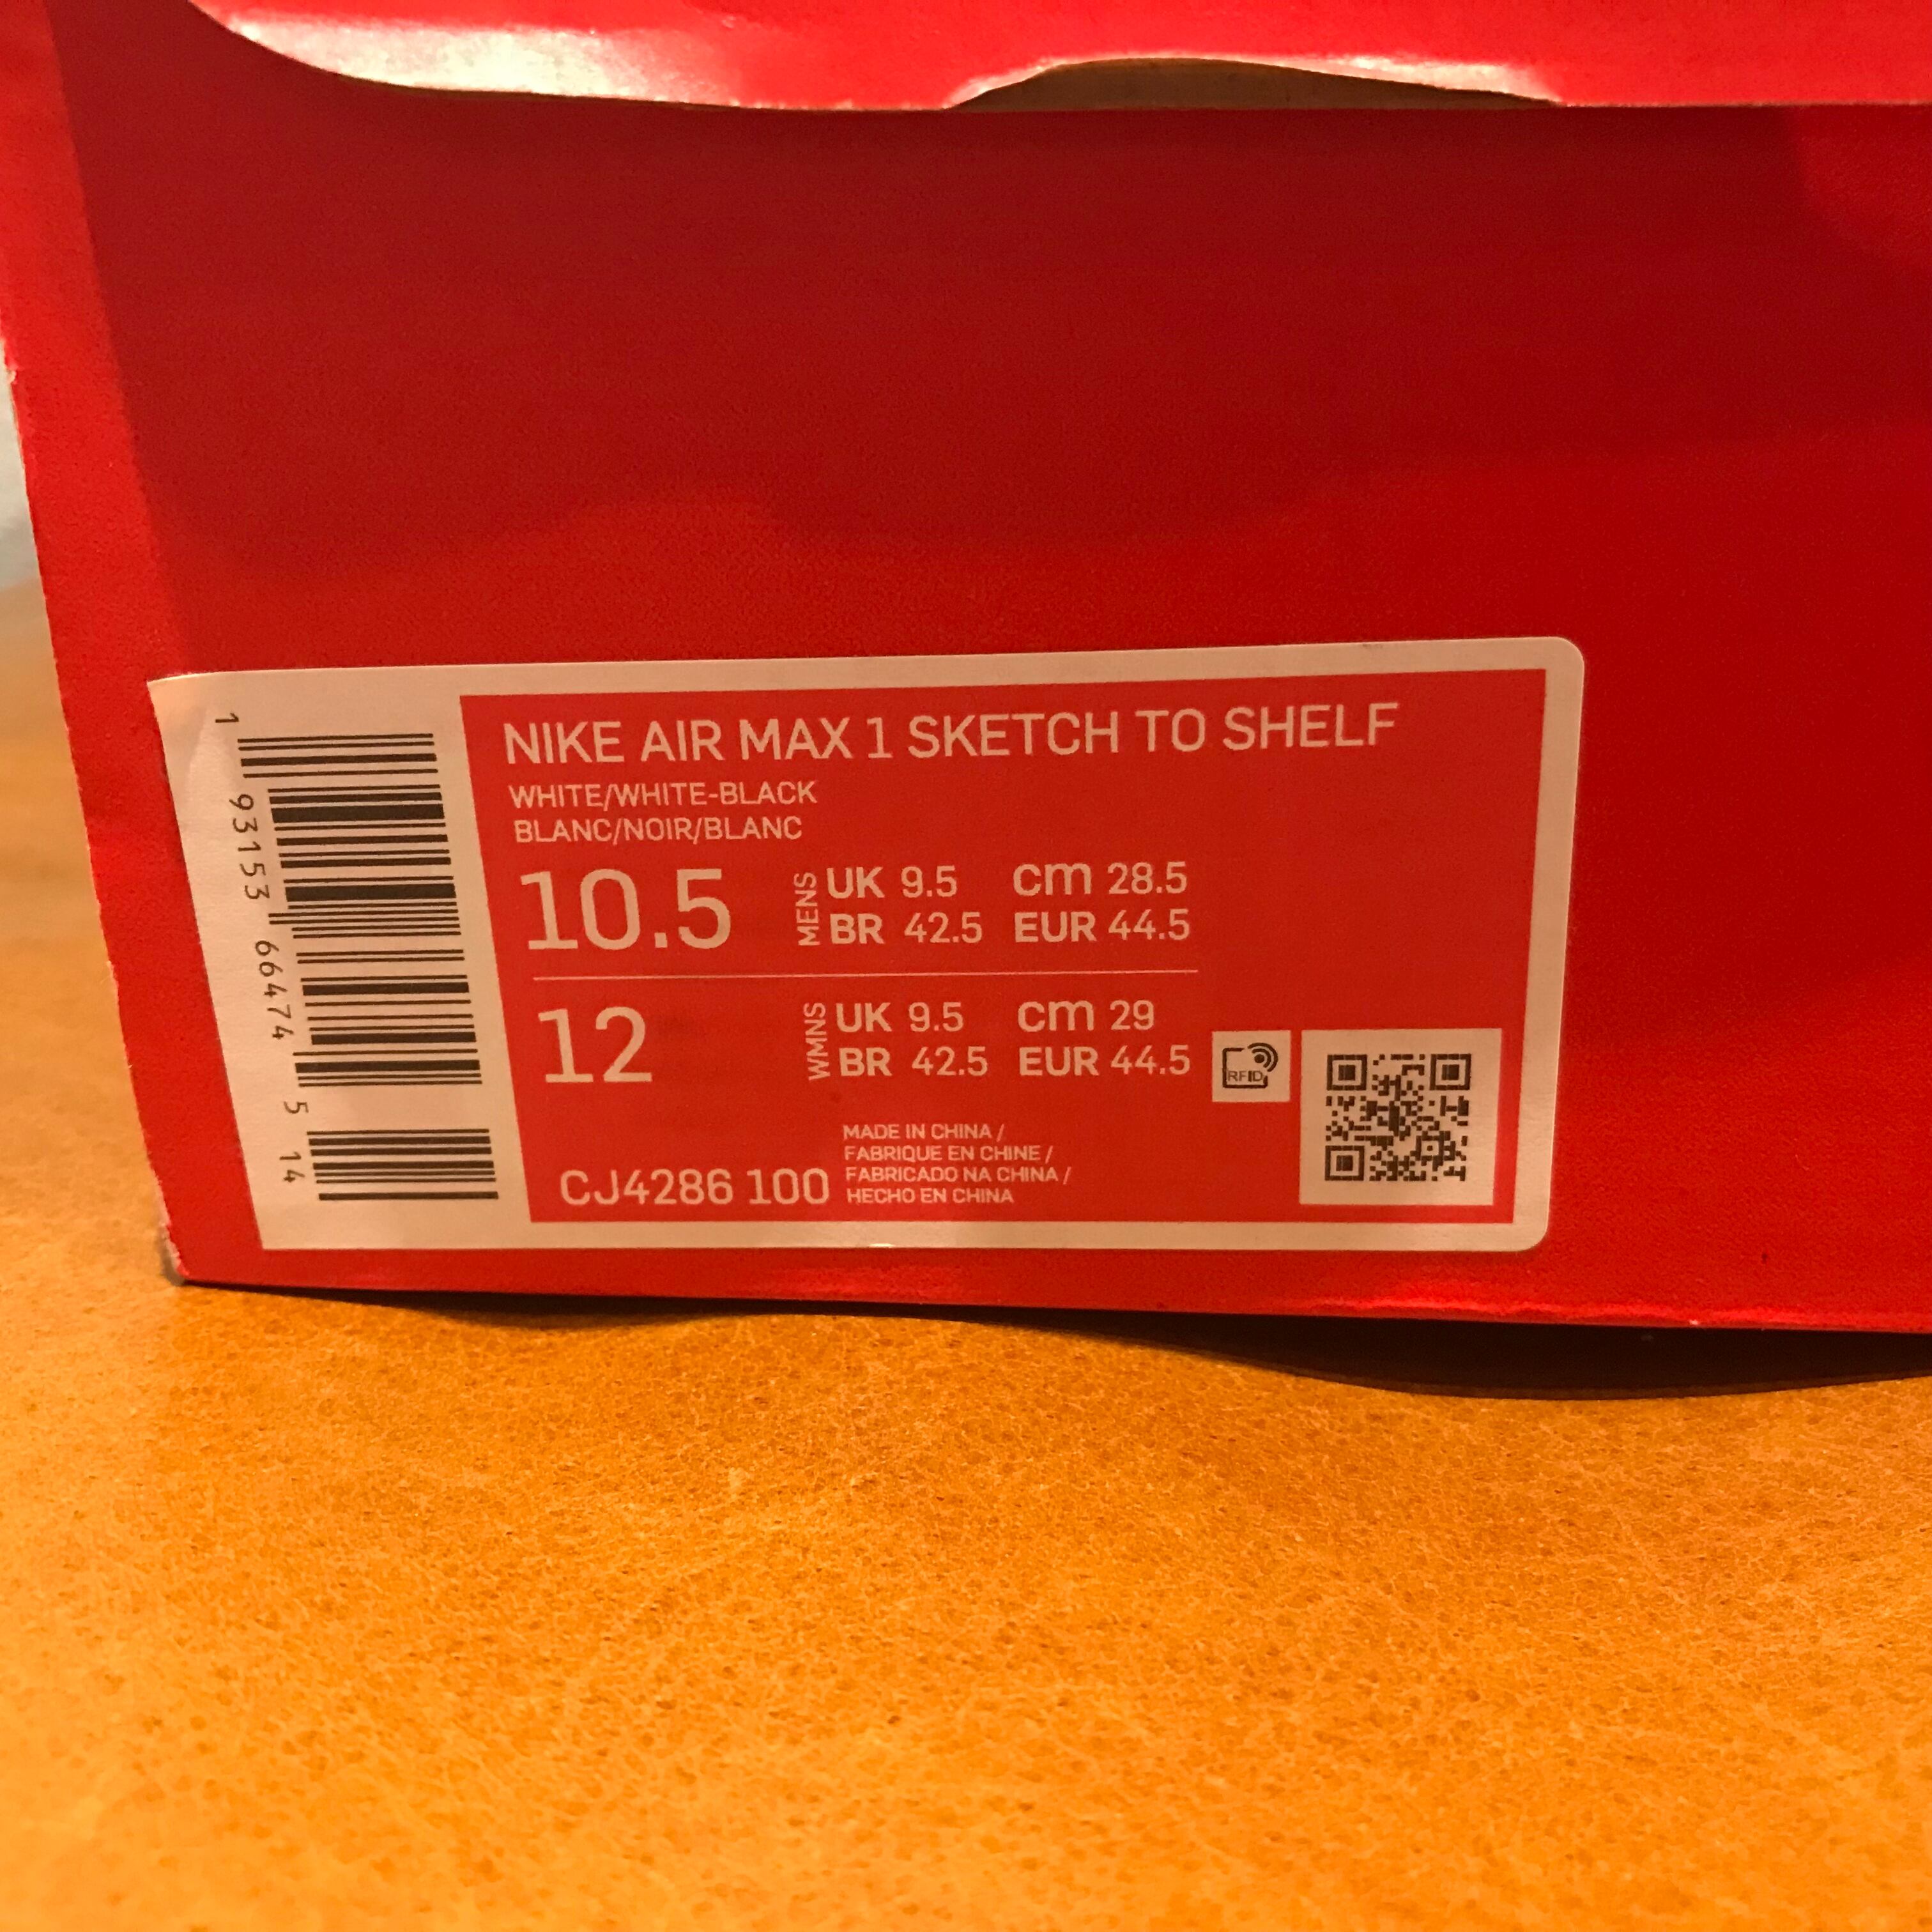 NIKE AIR MAX 1 SKETCH TO SHELF
WHITE/WHITE-BLACK
BLANC/NOIR/BLANC
10.5 MENS UK 9.5 cm 28.5
BR 42.5 EUR 44.5
12 WMNS UK 9.5 cm 29
BR 42.5 EUR 44.5
RFID
CJ4286 100
MADE IN CHINA /
FABRIQUE EN CHINE /
FABRICADO NA CHINA /
HECHO EN CHINA
1 93153 66474 5 14